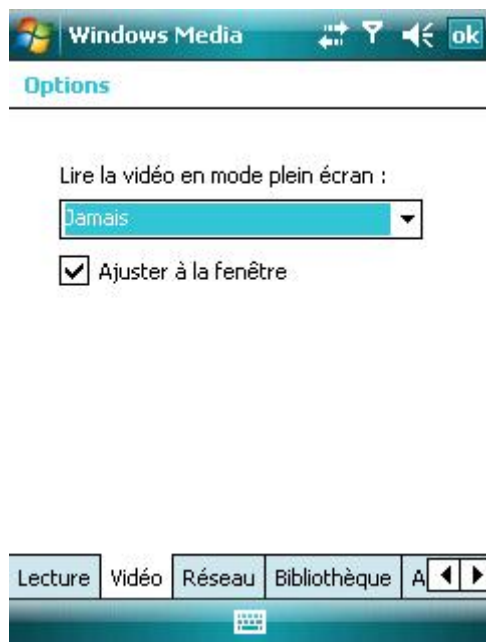 Windows Media ok
Options
Lire la vidéo en mode plein écran :
Jamais
Ajuster à la fenêtre
Lecture Vidéo Réseau Bibliothèque A